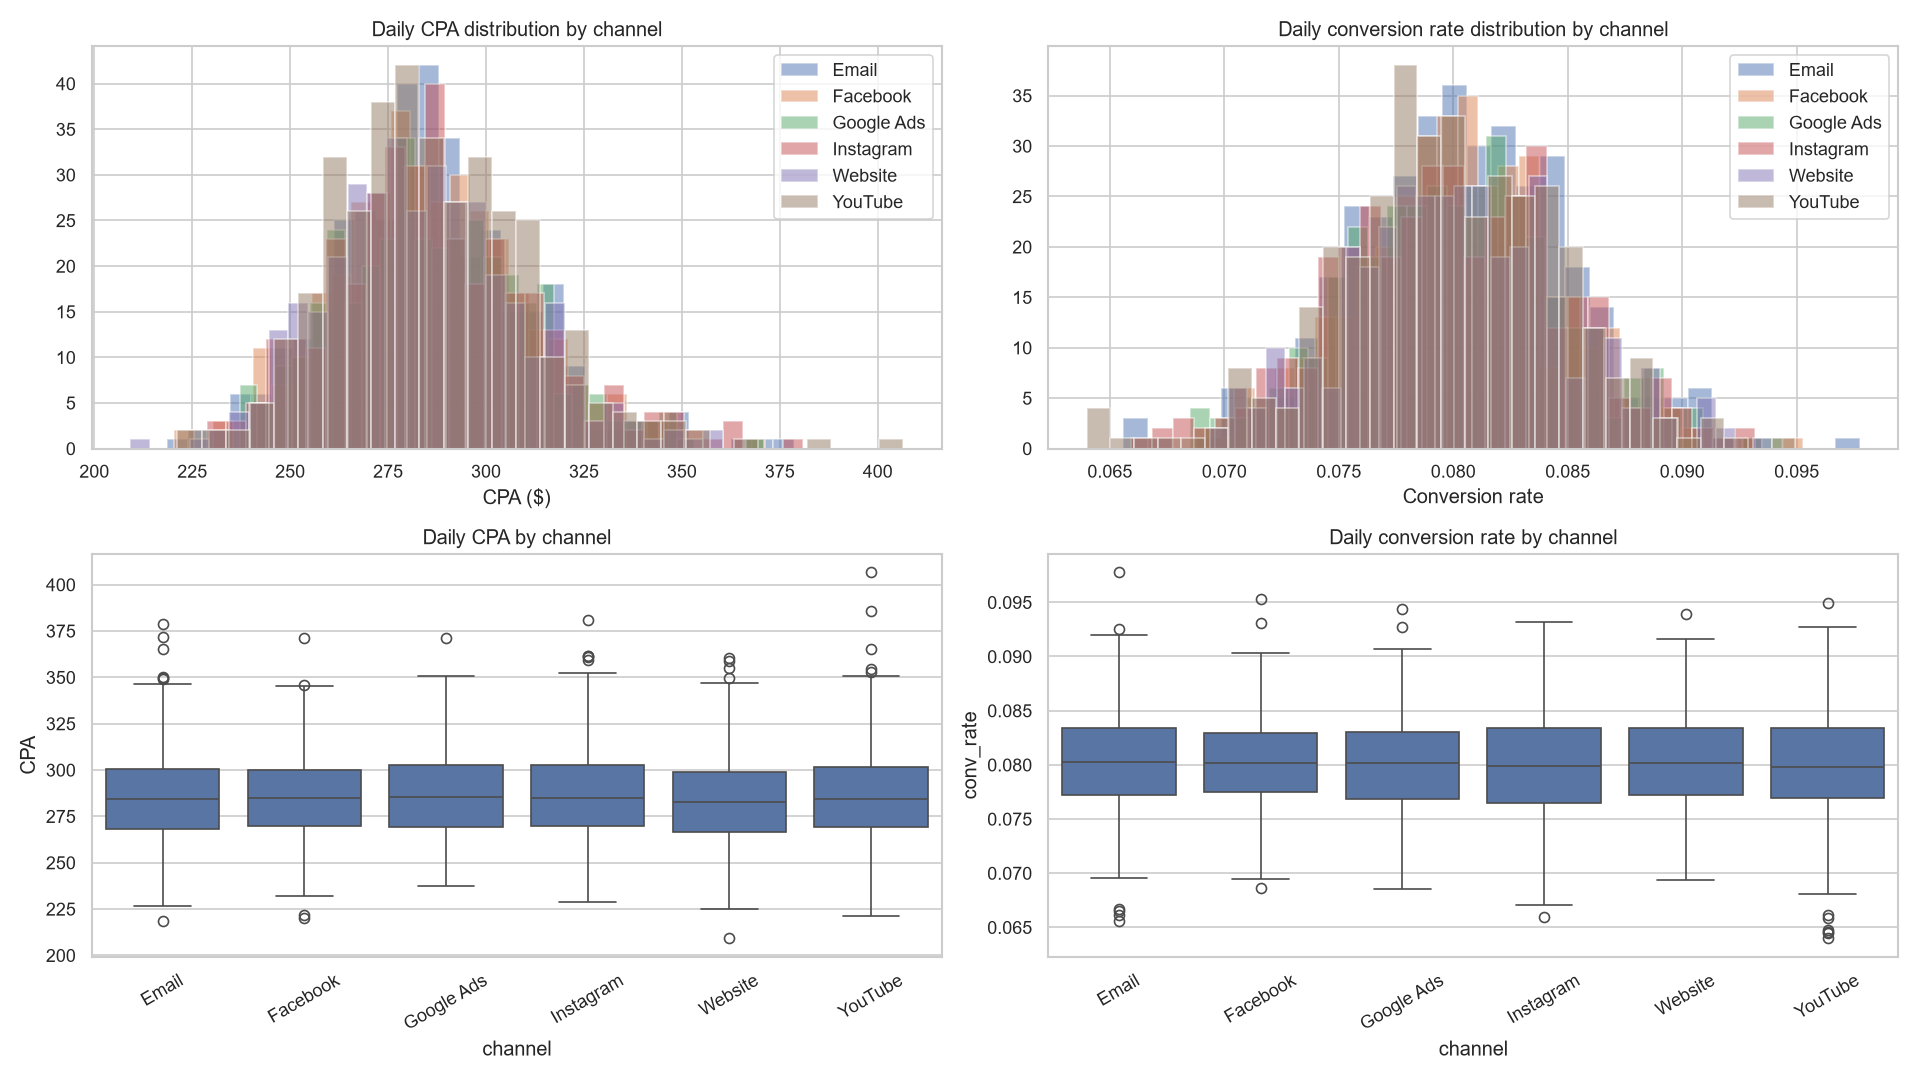 Daily CPA distribution by channel
40
35
30
25
20
15
10
5
0
200 225 250 275 300 325 350 375 400
CPA ($)
Email
Facebook
Google Ads
Instagram
Website
YouTube
Daily conversion rate distribution by channel
35
30
25
20
15
10
5
0
0.065 0.070 0.075 0.080 0.085 0.090 0.095
Conversion rate
Email
Facebook
Google Ads
Instagram
Website
YouTube
Daily CPA by channel
CPA
400
375
350
325
300
275
250
225
200
Email Facebook Google Ads Instagram Website YouTube
channel
Daily conversion rate by channel
conv_rate
0.095
0.090
0.085
0.080
0.075
0.070
0.065
Email Facebook Google Ads Instagram Website YouTube
channel